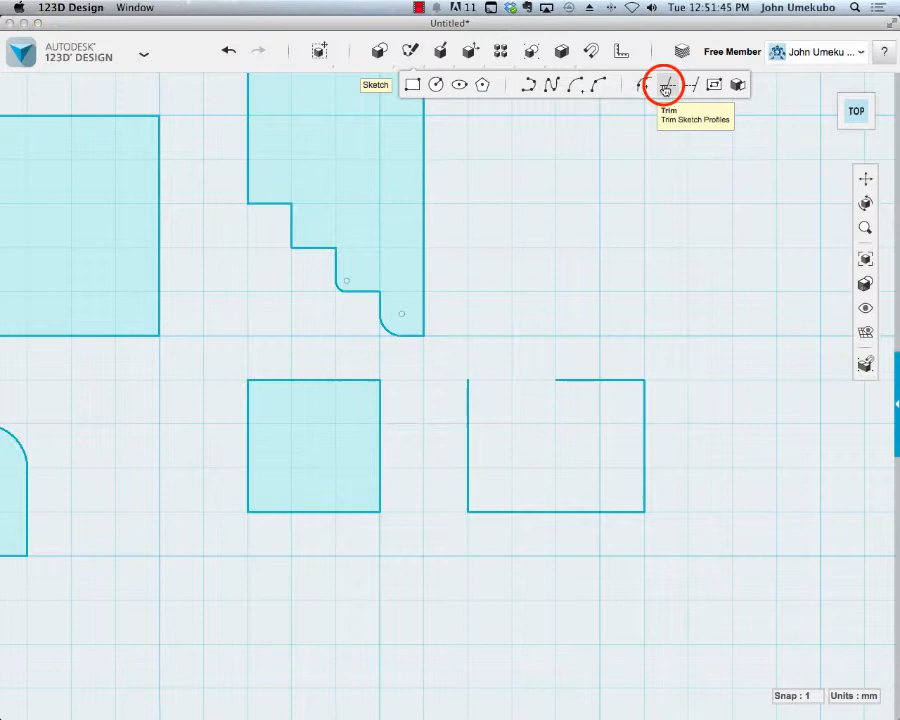 123D Design Window
11
Tue 12:51:45 PM John Umekubo
Untitled*
AUTODESK®
123D® DESIGN
Free Member
John Umeku ...
?
Sketch
Trim
Trim Sketch Profiles
TOP
Snap : 1
Units : mm